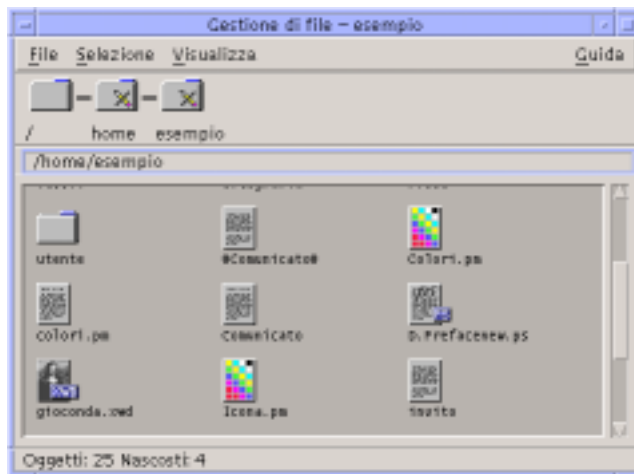 Gestione di file – esempio
File Selezione Visualizza Guida
/ home esempio
/home/esempio
utente #Comunicato# Colori.pm
colori.pm Comunicato D.Prefacenew.ps
gioconda.xwd Icona.pm invito
Oggetti: 25 Nascosti: 4